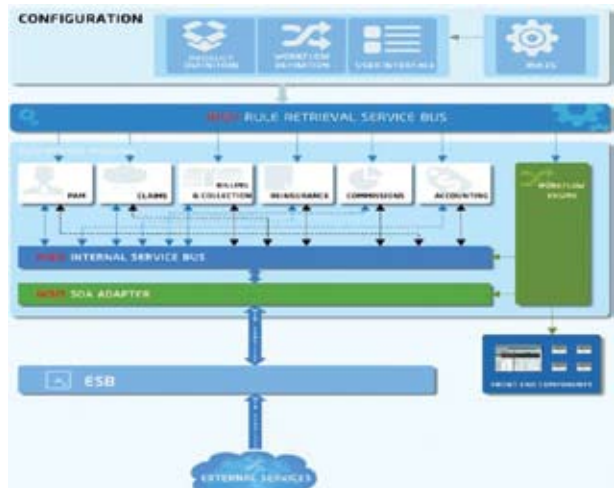 CONFIGURATION
PRODUCT
DEFINITION
WORKFLOW
DEFINITION
USER INTERFACE
RULES
RULE RETRIEVAL SERVICE BUS
PAM
CLAIMS
BILLING
& COLLECTION
REINSURANCE
COMMISSIONS
ACCOUNTING
WORKFLOW
ENGINE
INTERNAL SERVICE BUS
SOA ADAPTER
FRONT END COMPONENTS
ESB
EXTERNAL SERVICES